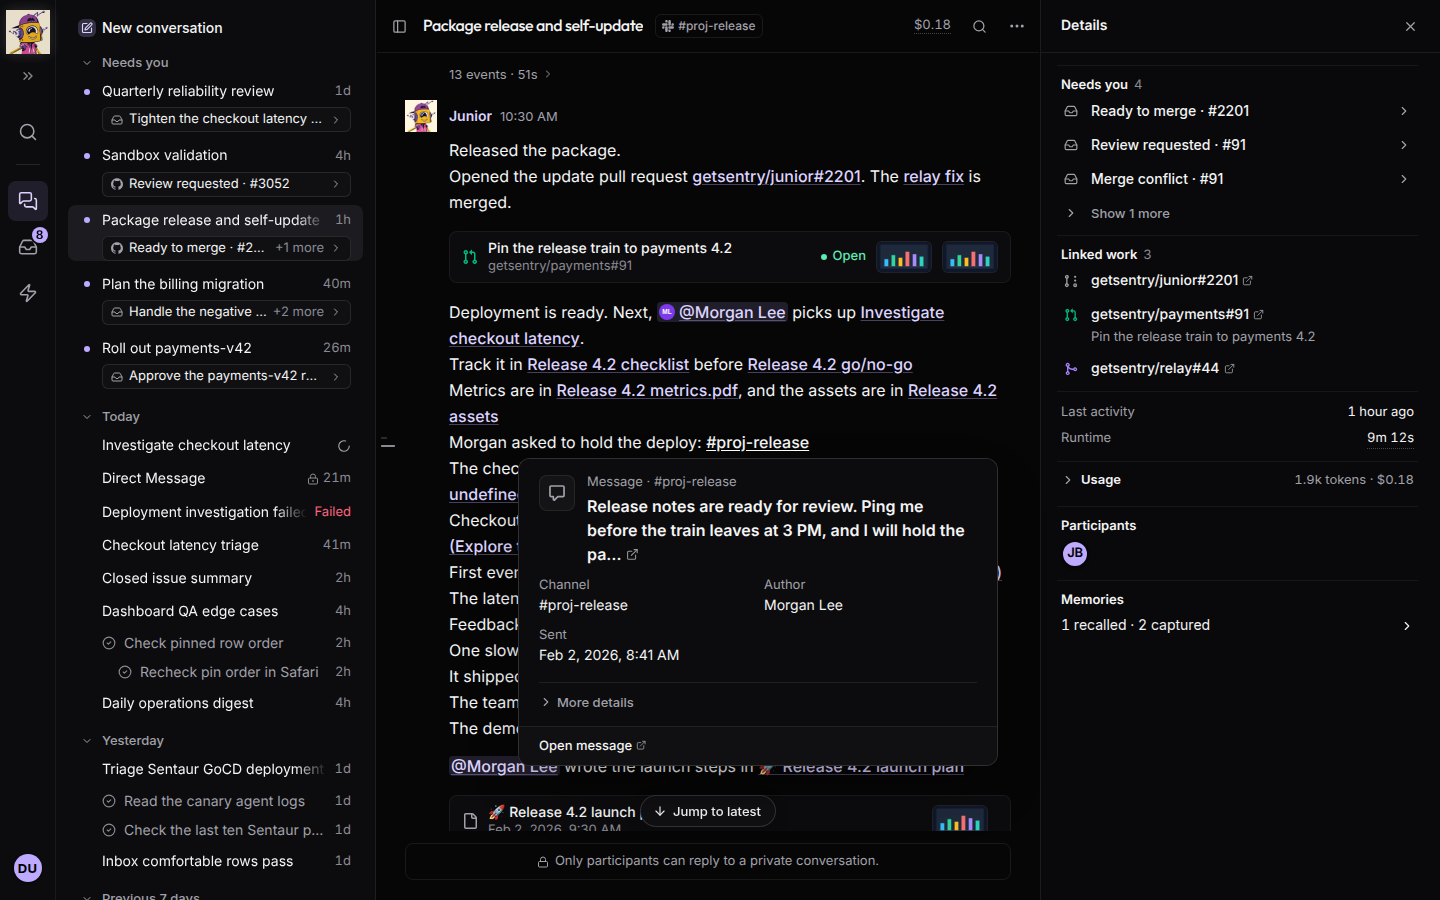 New conversation
Needs you
Quarterly reliability review 1d
Tighten the checkout latency ...
Sandbox validation 4h
Review requested · #3052
Package release and self-update 1h
Ready to merge · #2... +1 more
Plan the billing migration 40m
Handle the negative ... +2 more
Roll out payments-v42 26m
Approve the payments-v42 r...
Today
Investigate checkout latency
Direct Message 21m
Deployment investigation failed Failed
Checkout latency triage 41m
Closed issue summary 2h
Dashboard QA edge cases 4h
Check pinned row order 2h
Recheck pin order in Safari 2h
Daily operations digest 4h
Yesterday
Triage Sentaur GoCD deployment 1d
Read the canary agent logs 1d
Check the last ten Sentaur p... 1d
Inbox comfortable rows pass 1d
Previous 7 days
8
DU
Package release and self-update #proj-release $0.18
13 events · 51s
Junior 10:30 AM
Released the package.
Opened the update pull request getsentry/junior#2201. The relay fix is
merged.
Pin the release train to payments 4.2
getsentry/payments#91
Open
Deployment is ready. Next, ML @Morgan Lee picks up Investigate
checkout latency.
Track it in Release 4.2 checklist before Release 4.2 go/no-go
Metrics are in Release 4.2 metrics.pdf, and the assets are in Release 4.2
assets
Morgan asked to hold the deploy: #proj-release
The chec
undefine
Checkout
(Explore
First even )
The laten
Feedback
One slow
It shipped
The team
The dem
Message · #proj-release
Release notes are ready for review. Ping me
before the train leaves at 3 PM, and I will hold the
pa...
Channel Author
#proj-release Morgan Lee
Sent
Feb 2, 2026, 8:41 AM
More details
Open message
@Morgan Lee wrote the launch steps in 🚀 Release 4.2 launch plan
🚀 Release 4.2 launch
Feb 2, 2026, 9:30 AM
Jump to latest
Only participants can reply to a private conversation.
Details
Needs you 4
Ready to merge · #2201
Review requested · #91
Merge conflict · #91
Show 1 more
Linked work 3
getsentry/junior#2201
getsentry/payments#91
Pin the release train to payments 4.2
getsentry/relay#44
Last activity 1 hour ago
Runtime 9m 12s
Usage 1.9k tokens · $0.18
Participants
JB
Memories
1 recalled · 2 captured